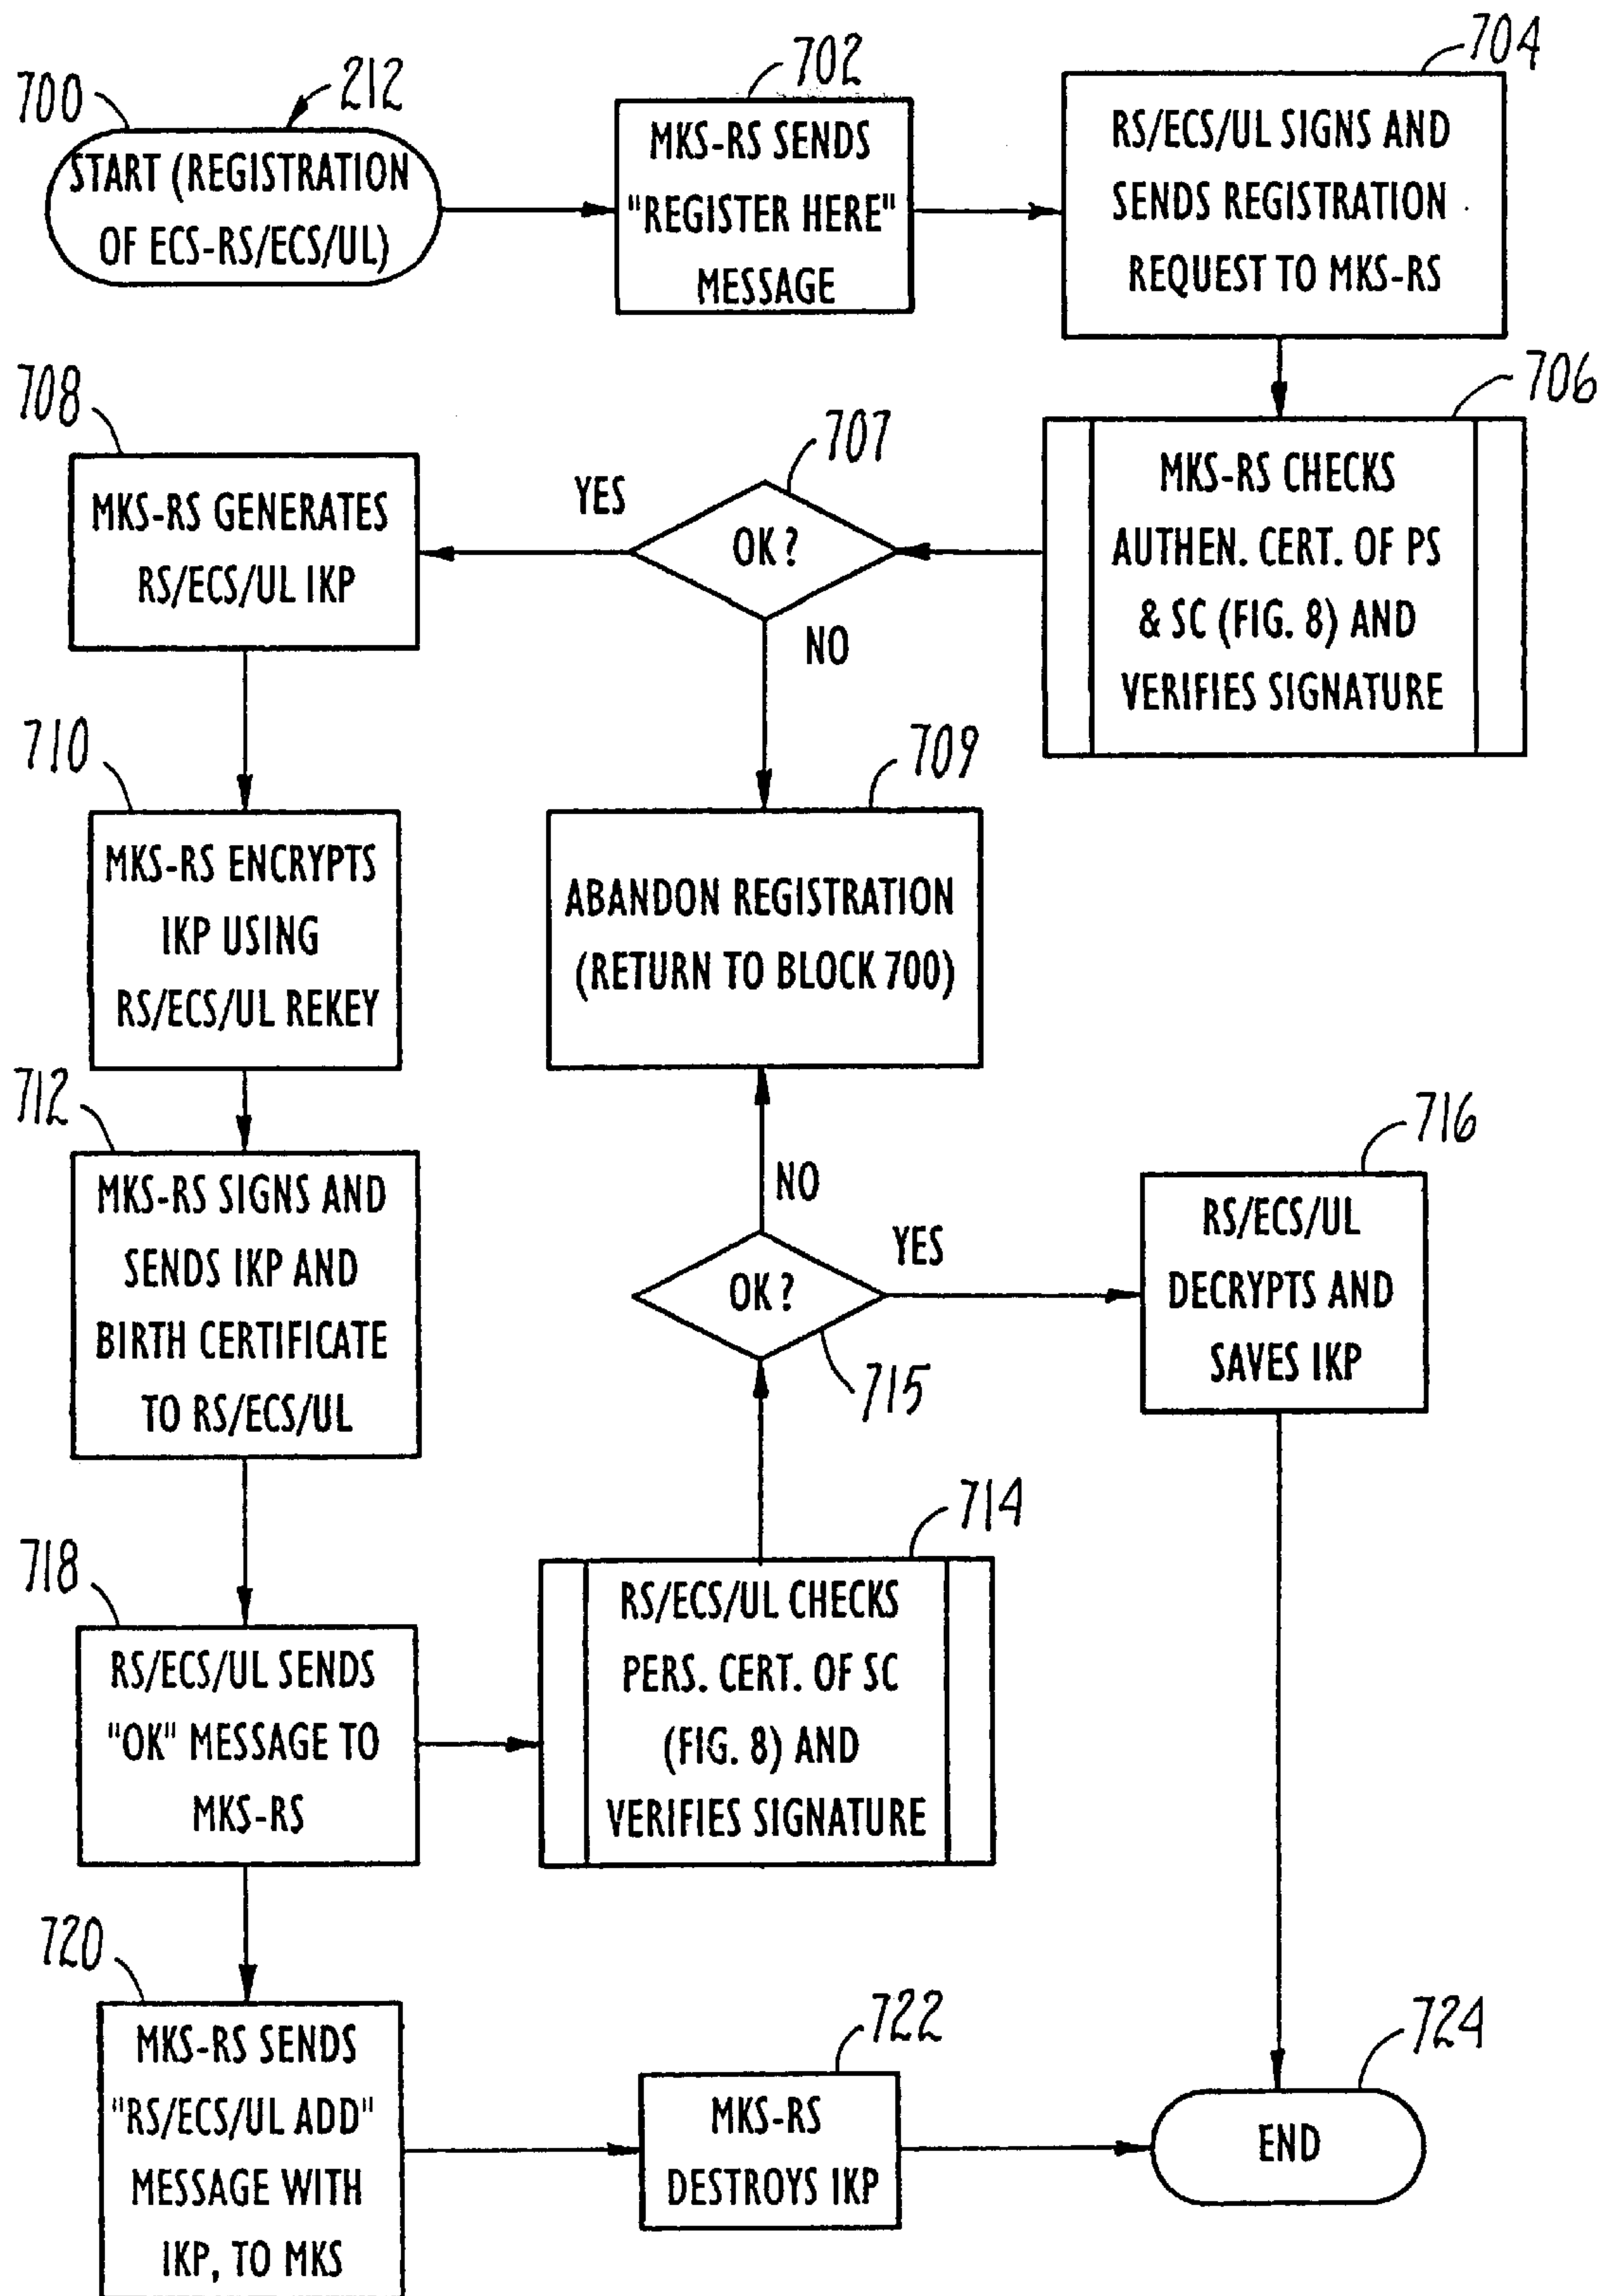 700
212
START (REGISTRATION
OF ECS-RS/ECS/UL)
702
MKS-RS SENDS
"REGISTER HERE"
MESSAGE
704
RS/ECS/UL SIGNS AND
SENDS REGISTRATION
REQUEST TO MKS-RS
706
MKS-RS CHECKS
AUTHEN. CERT. OF PS
& SC (FIG. 8) AND
VERIFIES SIGNATURE
707
OK?
YES
NO
708
MKS-RS GENERATES
RS/ECS/UL IKP
709
ABANDON REGISTRATION
(RETURN TO BLOCK 700)
710
MKS-RS ENCRYPTS
IKP USING
RS/ECS/UL REKEY
712
MKS-RS SIGNS AND
SENDS IKP AND
BIRTH CERTIFICATE
TO RS/ECS/UL
718
RS/ECS/UL SENDS
"OK" MESSAGE TO
MKS-RS
714
RS/ECS/UL CHECKS
PERS. CERT. OF SC
(FIG. 8) AND
VERIFIES SIGNATURE
715
OK?
NO
YES
716
RS/ECS/UL
DECRYPTS AND
SAVES IKP
720
MKS-RS SENDS
"RS/ECS/UL ADD"
MESSAGE WITH
IKP, TO MKS
722
MKS-RS
DESTROYS IKP
724
END